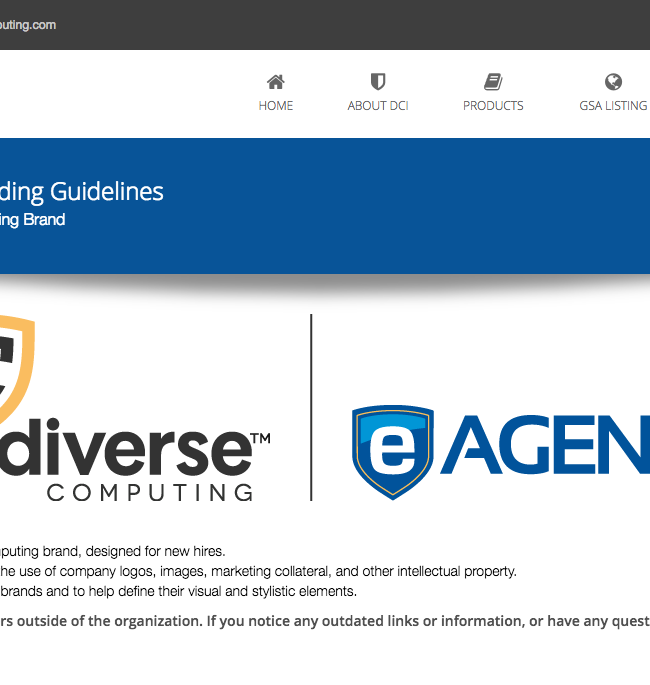 puting.com
HOME ABOUT DCI PRODUCTS GSA LISTING
ding Guidelines
ing Brand
diverse™
COMPUTING
e AGEN
puting brand, designed for new hires.
he use of company logos, images, marketing collateral, and other intellectual property.
brands and to help define their visual and stylistic elements.
rs outside of the organization. If you notice any outdated links or information, or have any quest